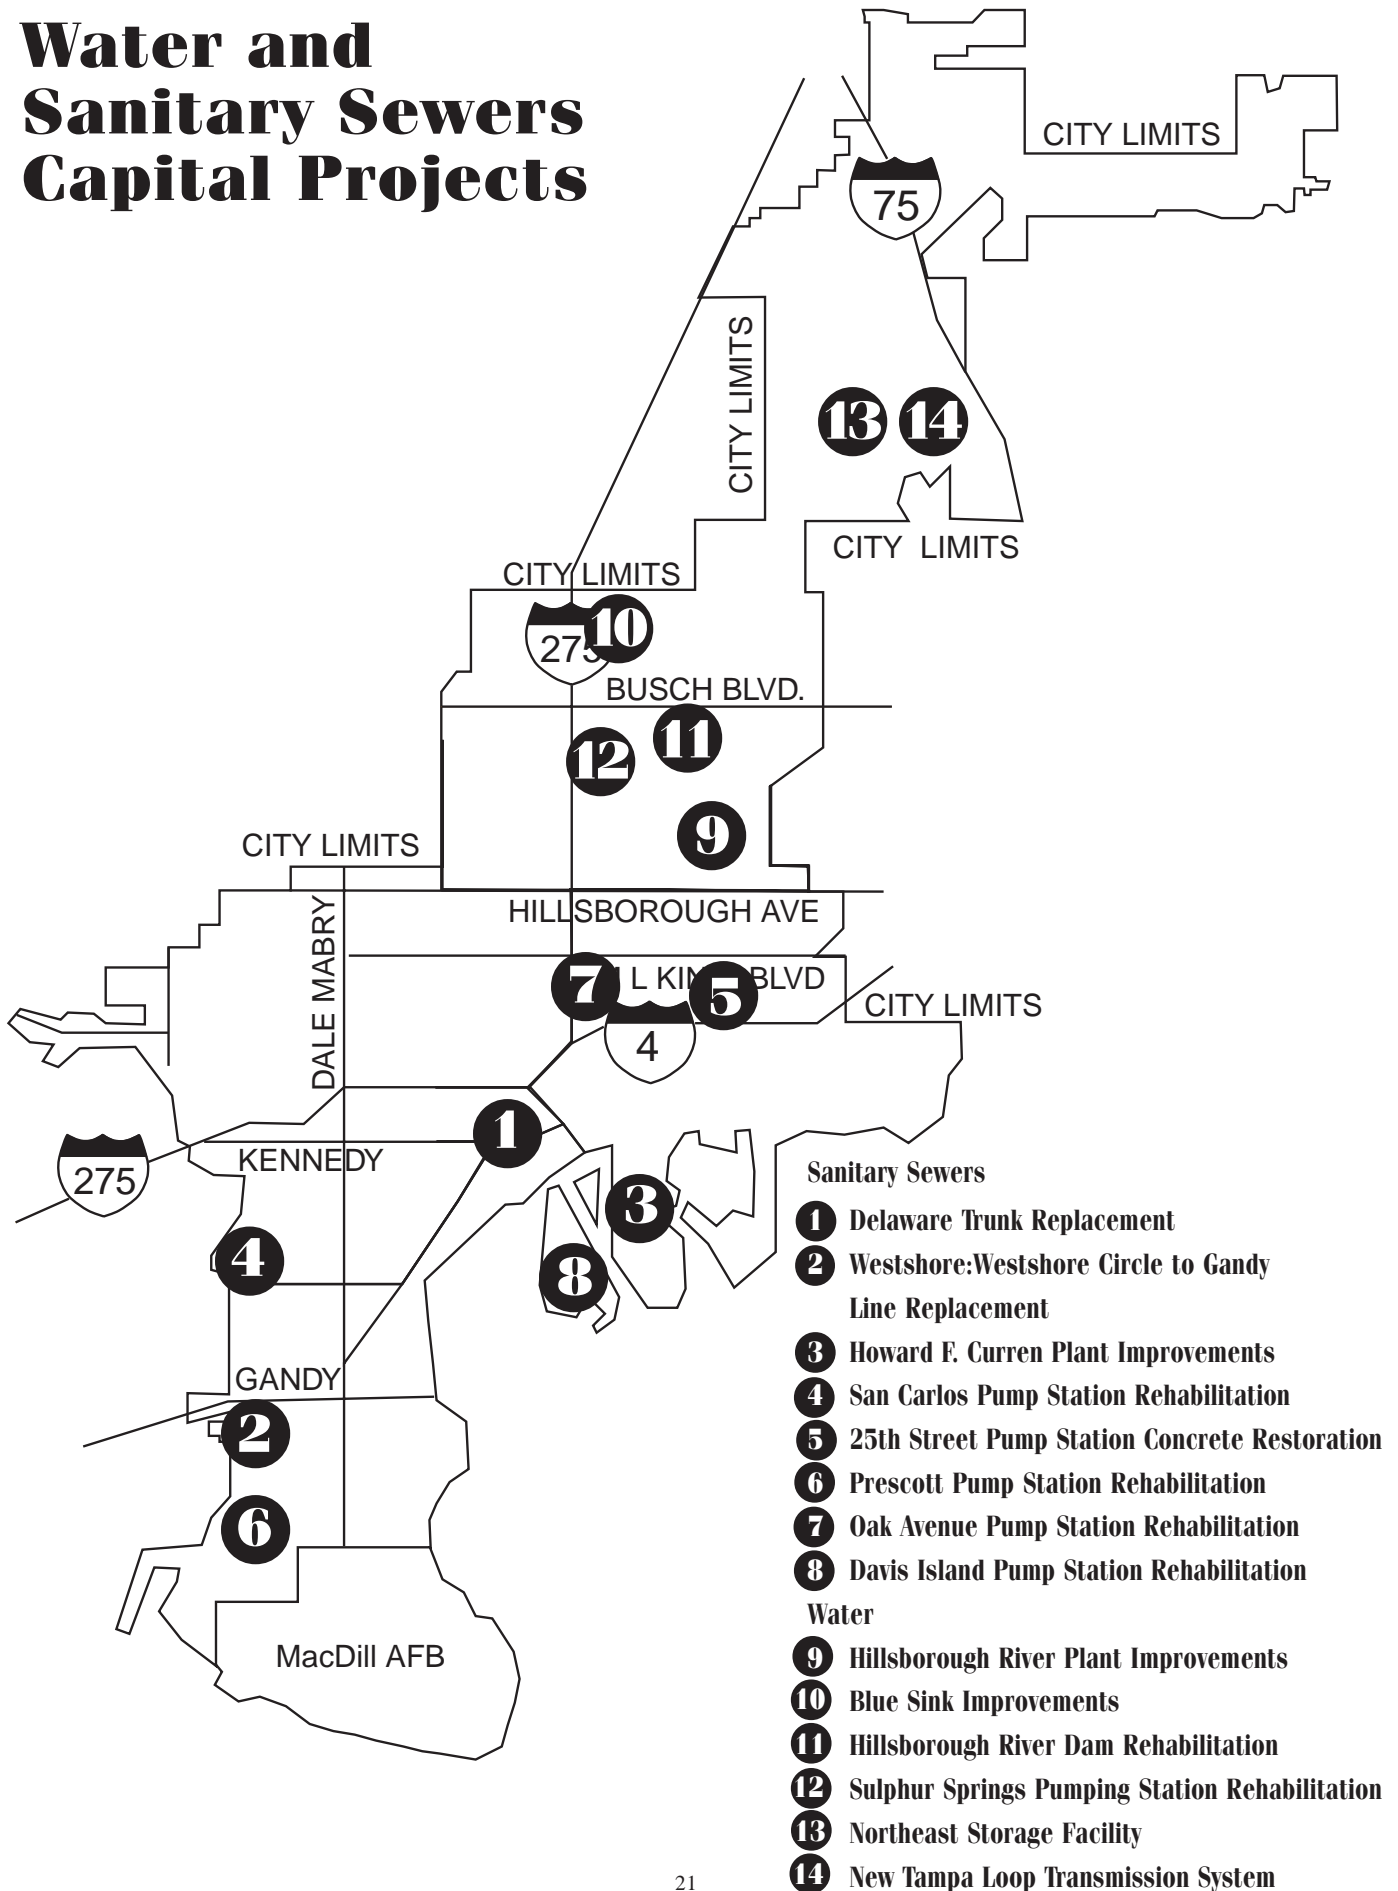 Water and
Sanitary Sewers
Capital Projects
CITY LIMITS
75
CITY LIMITS
13
14
CITY LIMITS
CITY LIMITS
275
10
BUSCH BLVD.
11
12
9
CITY LIMITS
HILLSBOROUGH AVE
DALE MABRY
7
L KIN
5
BLVD
CITY LIMITS
4
1
KENNEDY
275
3
4
8
GANDY
2
6
MacDill AFB
Sanitary Sewers
1 Delaware Trunk Replacement
2 Westshore:Westshore Circle to Gandy
Line Replacement
3 Howard F. Curren Plant Improvements
4 San Carlos Pump Station Rehabilitation
5 25th Street Pump Station Concrete Restoration
6 Prescott Pump Station Rehabilitation
7 Oak Avenue Pump Station Rehabilitation
8 Davis Island Pump Station Rehabilitation
Water
9 Hillsborough River Plant Improvements
10 Blue Sink Improvements
11 Hillsborough River Dam Rehabilitation
12 Sulphur Springs Pumping Station Rehabilitation
13 Northeast Storage Facility
14 New Tampa Loop Transmission System
21